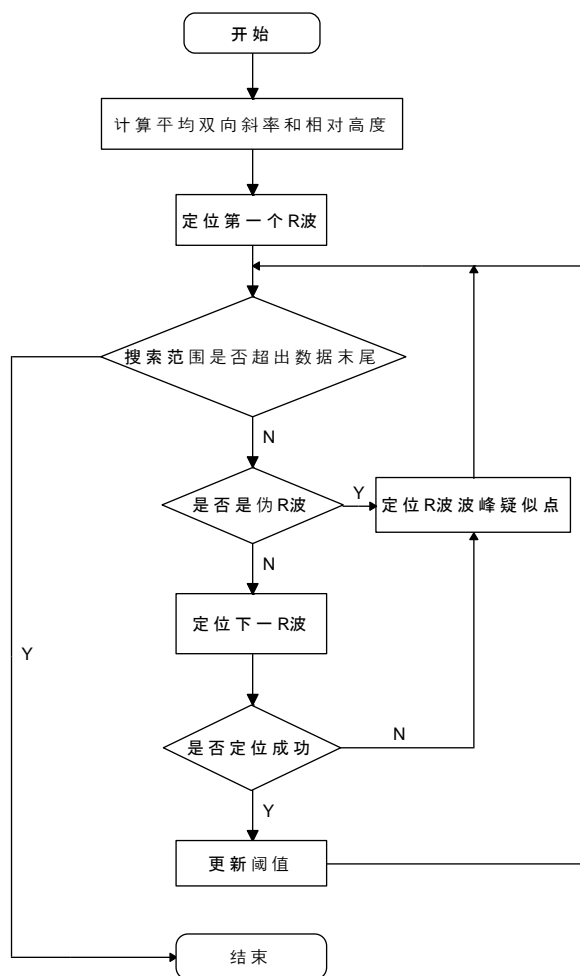 开始
计算平均双向斜率和相对高度
定位第一个R波
搜索范围是否超出数据末尾
N
是否是伪R波
Y
定位R波波峰疑似点
N
定位下一R波
Y
是否定位成功
N
Y
更新阈值
结束